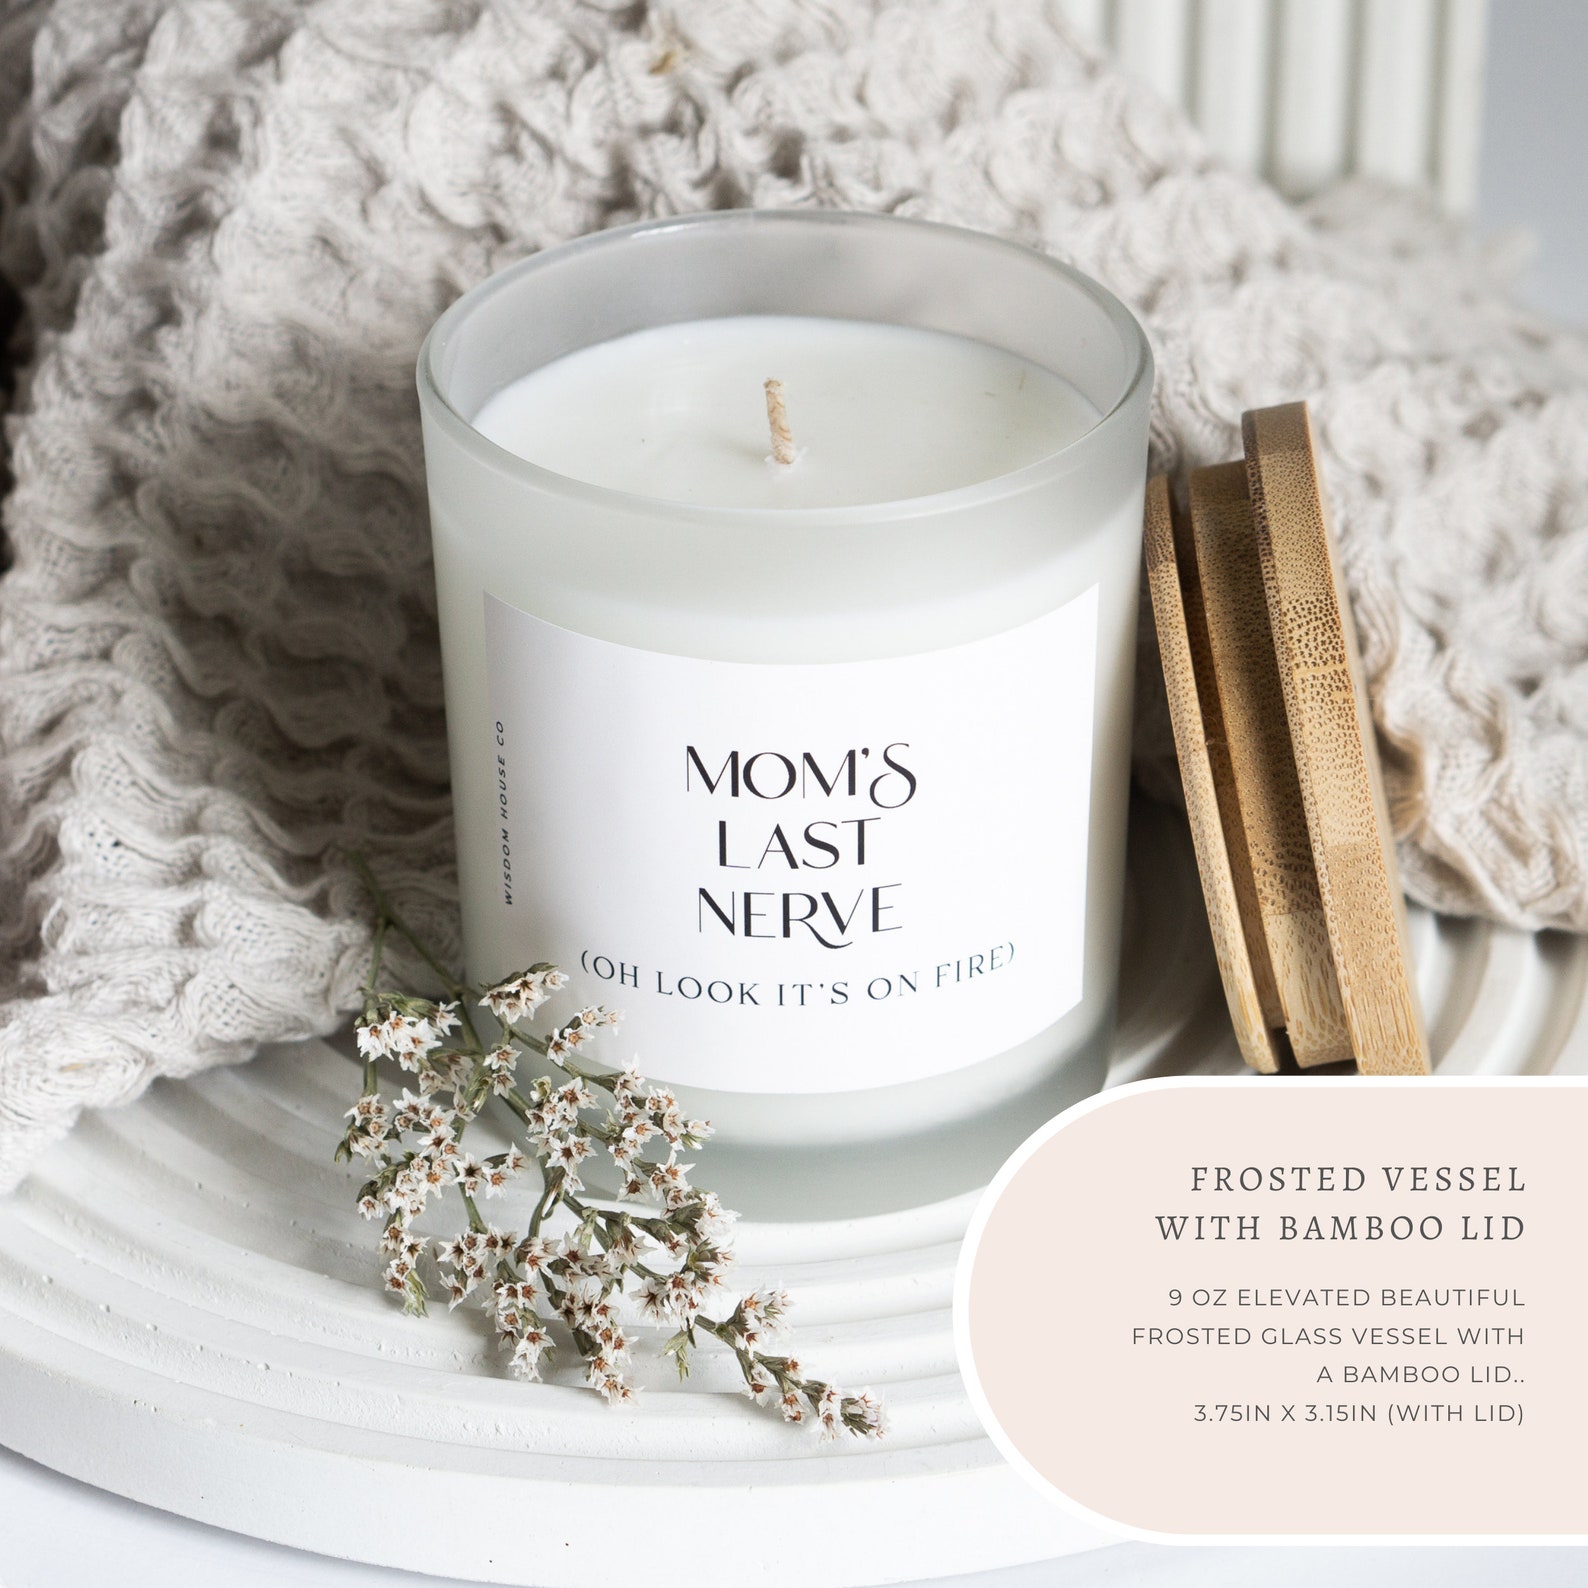 WISDOM HOUSE CO
MOM'S
LAST
NERVE
(OH LOOK IT'S ON FIRE)
FROSTED VESSEL
WITH BAMBOO LID
9 OZ ELEVATED BEAUTIFUL
FROSTED GLASS VESSEL WITH
A BAMBOO LID..
3.75IN X 3.15IN (WITH LID)